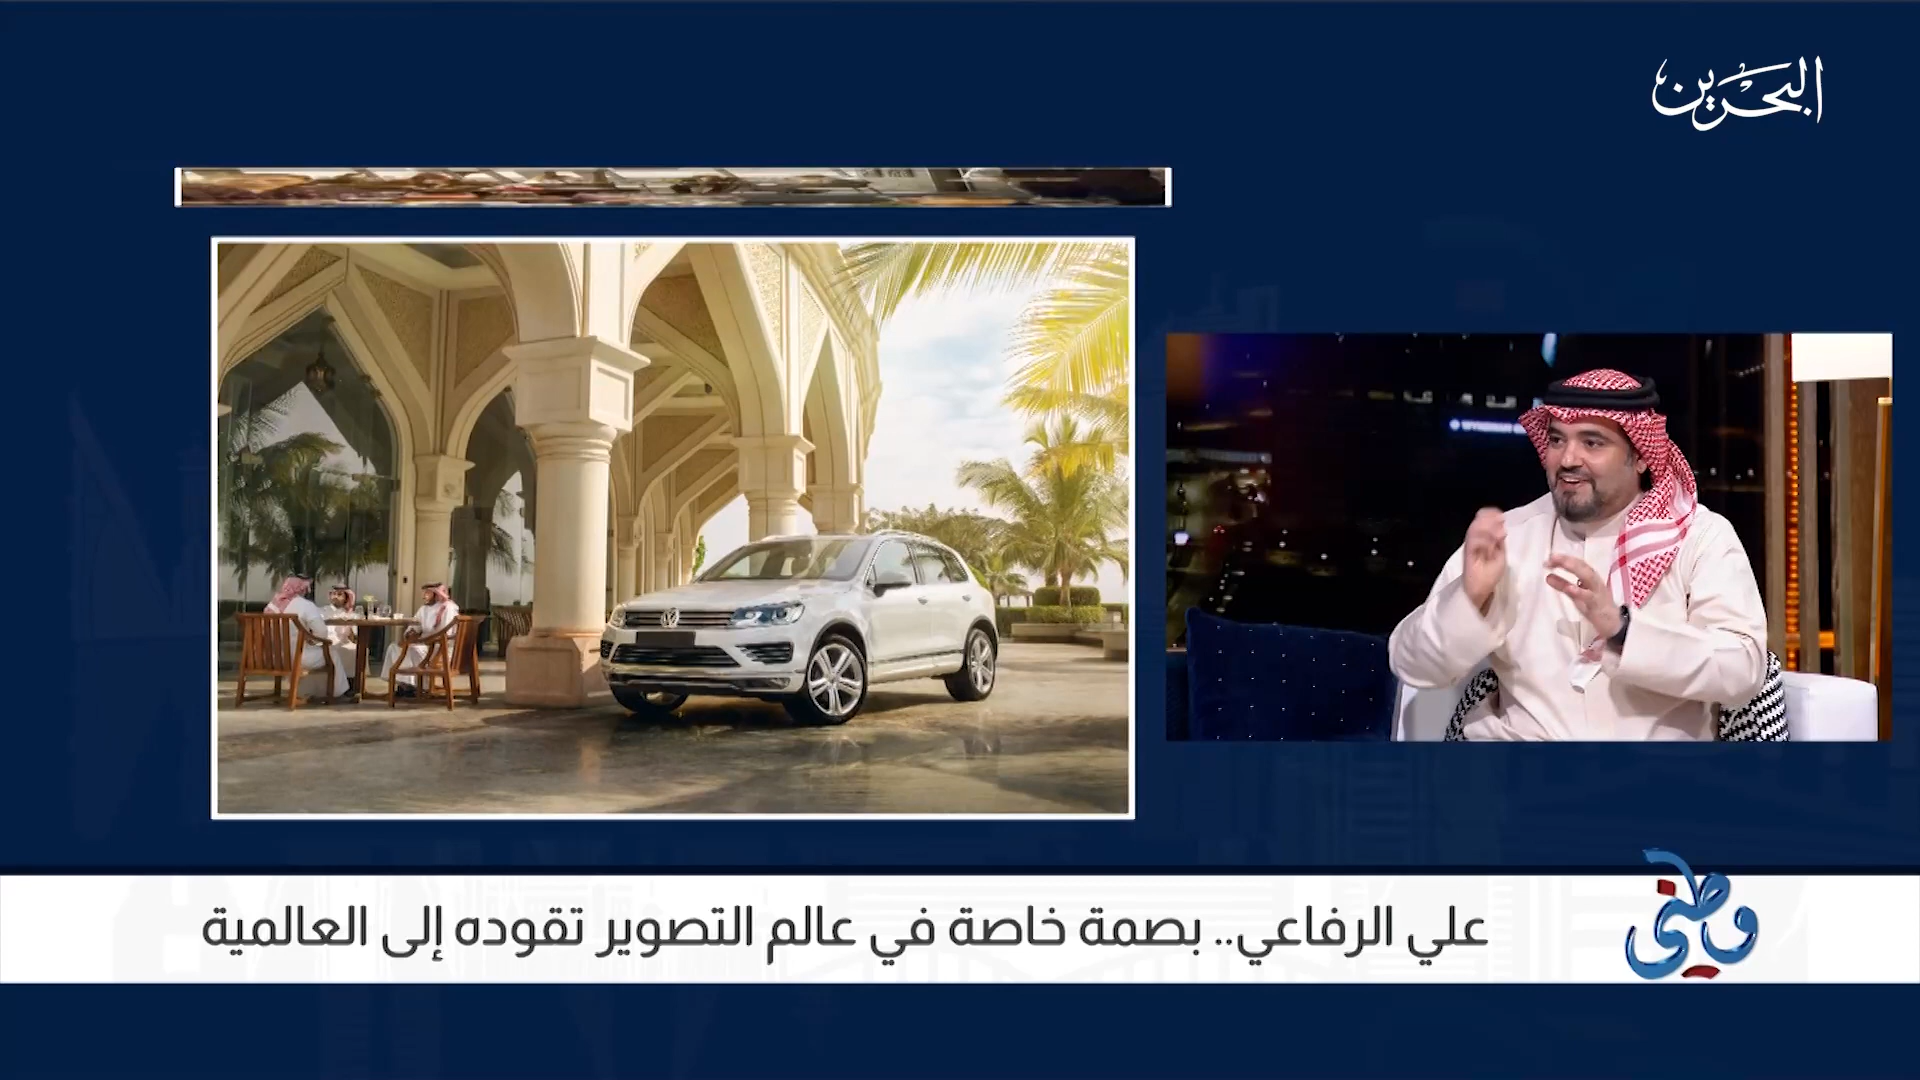 البحرين
علي الرفاعي.. بصمة خاصة في عالم التصوير تقوده إلى العالمية
وطني